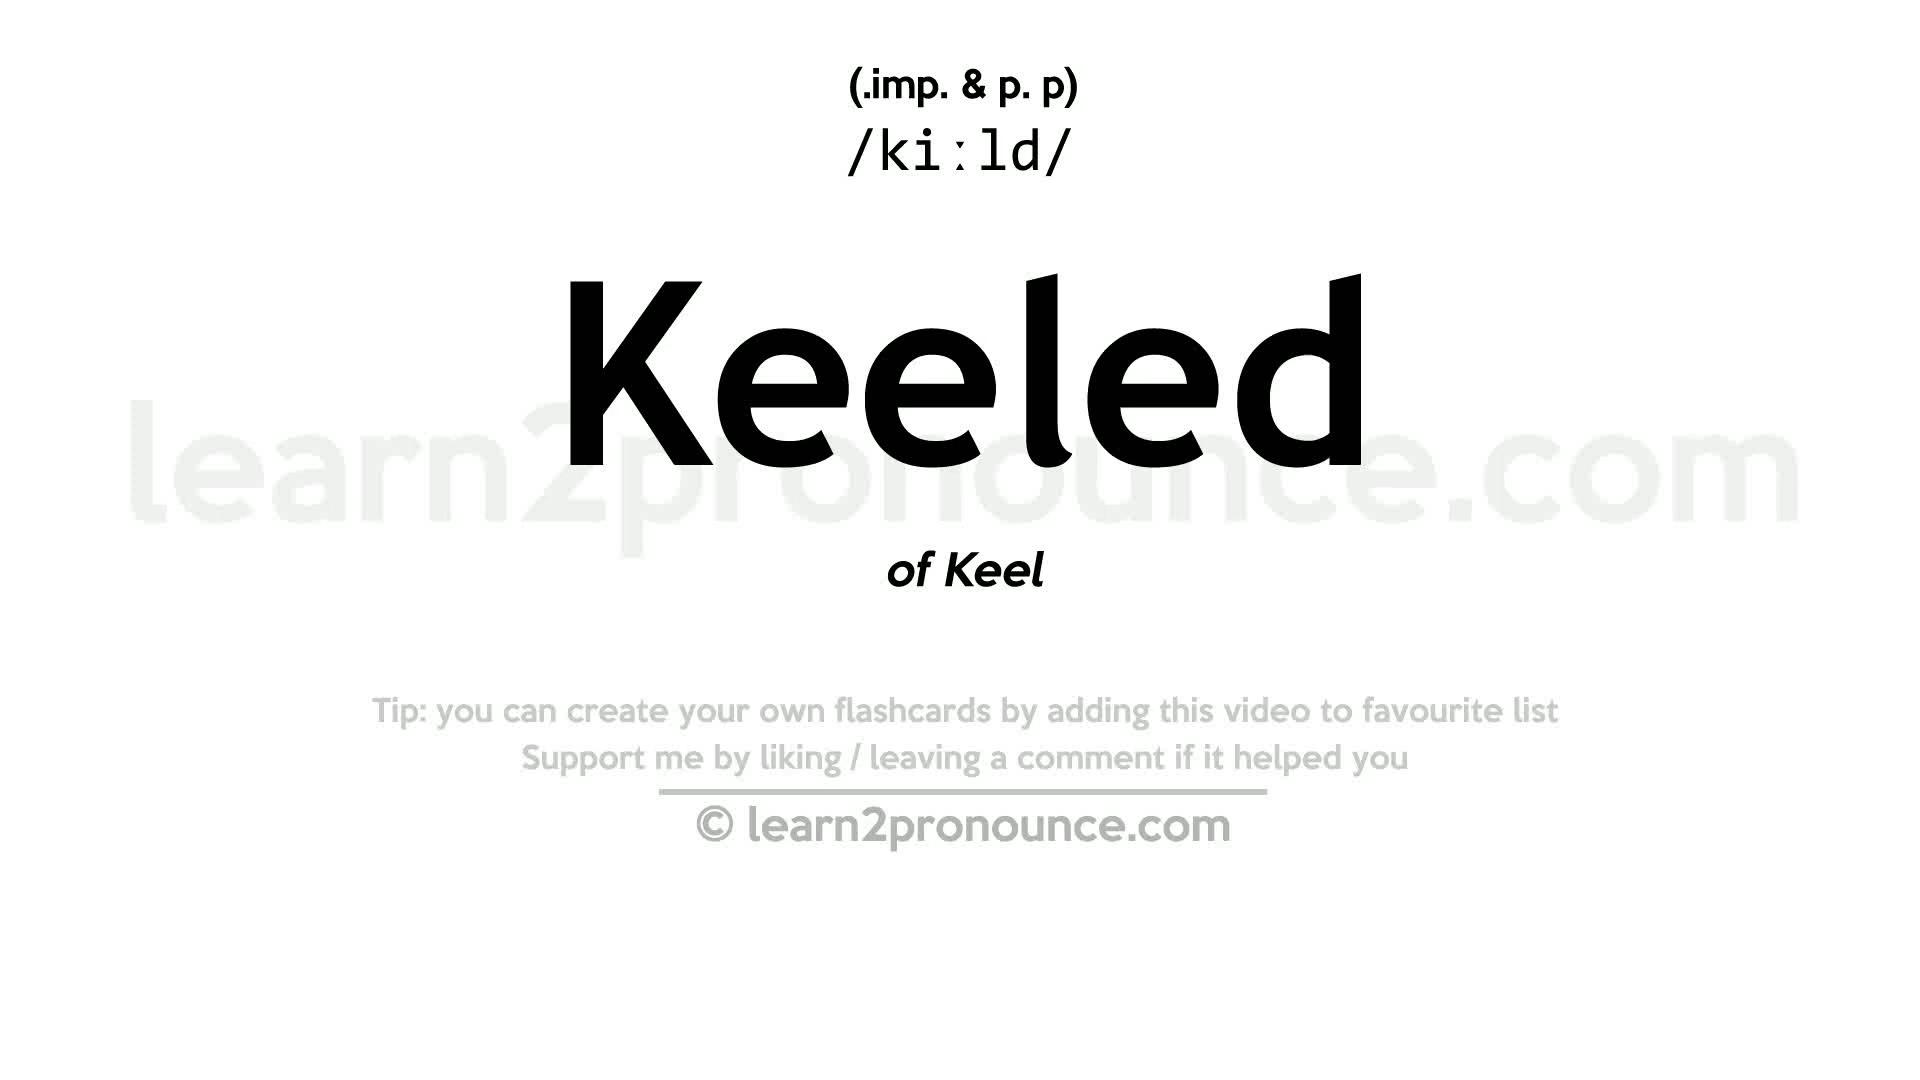 (.imp. & p. p)
/kiːld/
Keeled
learn2pronounce.com
of Keel
Tip: you can create your own flashcards by adding this video to favourite list
Support me by liking / leaving a comment if it helped you
© learn2pronounce.com